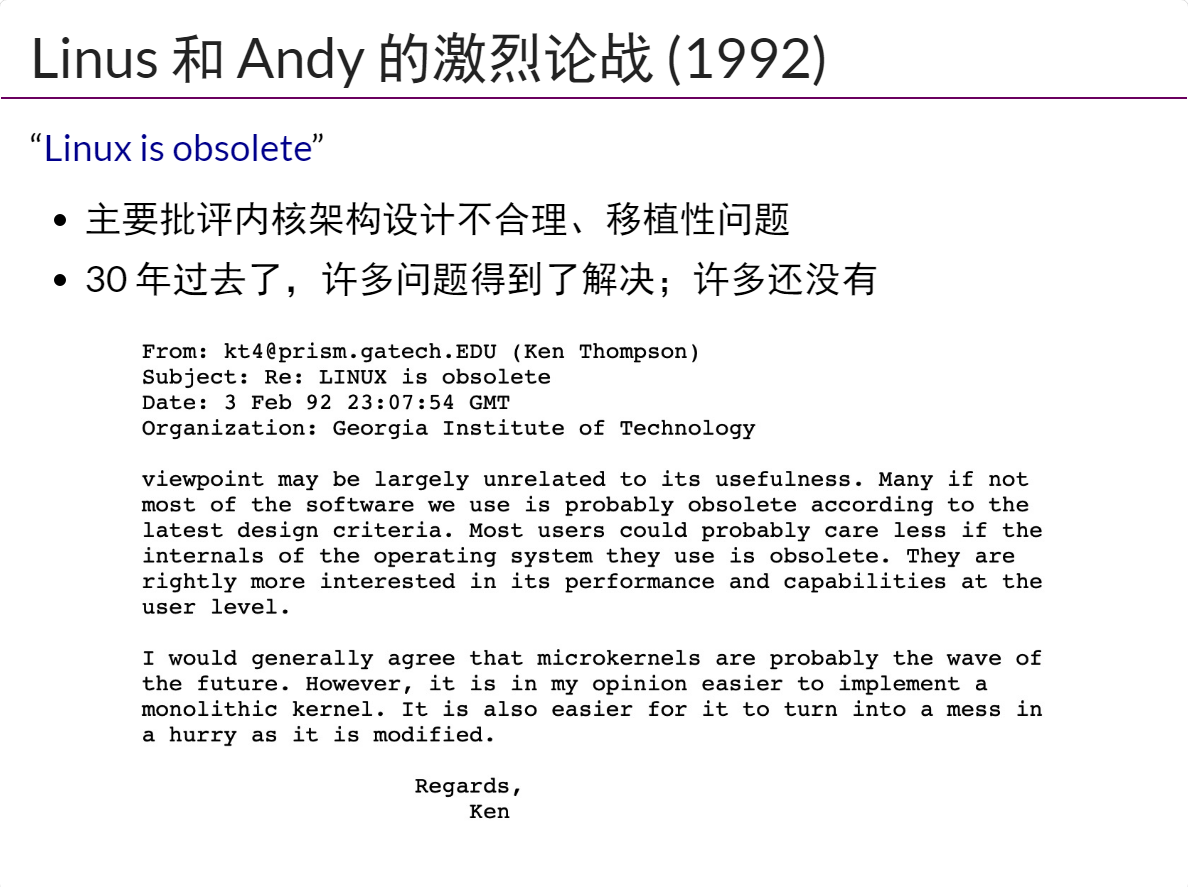 Linus 和 Andy 的激烈论战 (1992)
“Linux is obsolete”
• 主要批评内核架构设计不合理、移植性问题
• 30 年过去了，许多问题得到了解决；许多还没有
From: kt4@prism.gatech.EDU (Ken Thompson)
Subject: Re: LINUX is obsolete
Date: 3 Feb 92 23:07:54 GMT
Organization: Georgia Institute of Technology
viewpoint may be largely unrelated to its usefulness. Many if not
most of the software we use is probably obsolete according to the
latest design criteria. Most users could probably care less if the
internals of the operating system they use is obsolete. They are
rightly more interested in its performance and capabilities at the
user level.
I would generally agree that microkernels are probably the wave of
the future. However, it is in my opinion easier to implement a
monolithic kernel. It is also easier for it to turn into a mess in
a hurry as it is modified.
Regards,
Ken